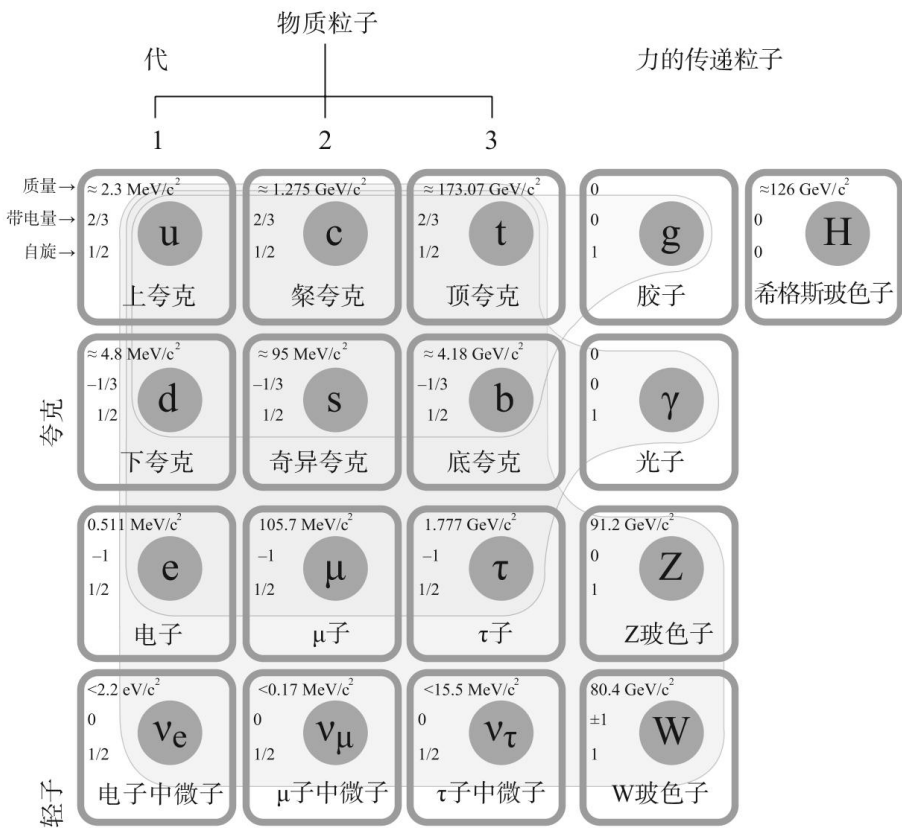 物质粒子
代
力的传递粒子
1 2 3
质量→
带电量→
自旋→
≈ 2.3 MeV/c²
2/3
1/2
u
上夸克
≈ 1.275 GeV/c²
2/3
1/2
c
粲夸克
≈ 173.07 GeV/c²
2/3
1/2
t
顶夸克
0
0
1
g
胶子
≈126 GeV/c²
0
0
H
希格斯玻色子
夸克
≈ 4.8 MeV/c²
–1/3
1/2
d
下夸克
≈ 95 MeV/c²
–1/3
1/2
s
奇异夸克
≈ 4.18 GeV/c²
–1/3
1/2
b
底夸克
0
0
1
γ
光子
0.511 MeV/c²
–1
1/2
e
电子
105.7 MeV/c²
–1
1/2
μ
μ子
1.777 GeV/c²
–1
1/2
τ
τ子
91.2 GeV/c²
0
1
Z
Z玻色子
轻子
<2.2 eV/c²
0
1/2
νe
电子中微子
<0.17 MeV/c²
0
1/2
νμ
μ子中微子
<15.5 MeV/c²
0
1/2
ντ
τ子中微子
80.4 GeV/c²
±1
1
W
W玻色子